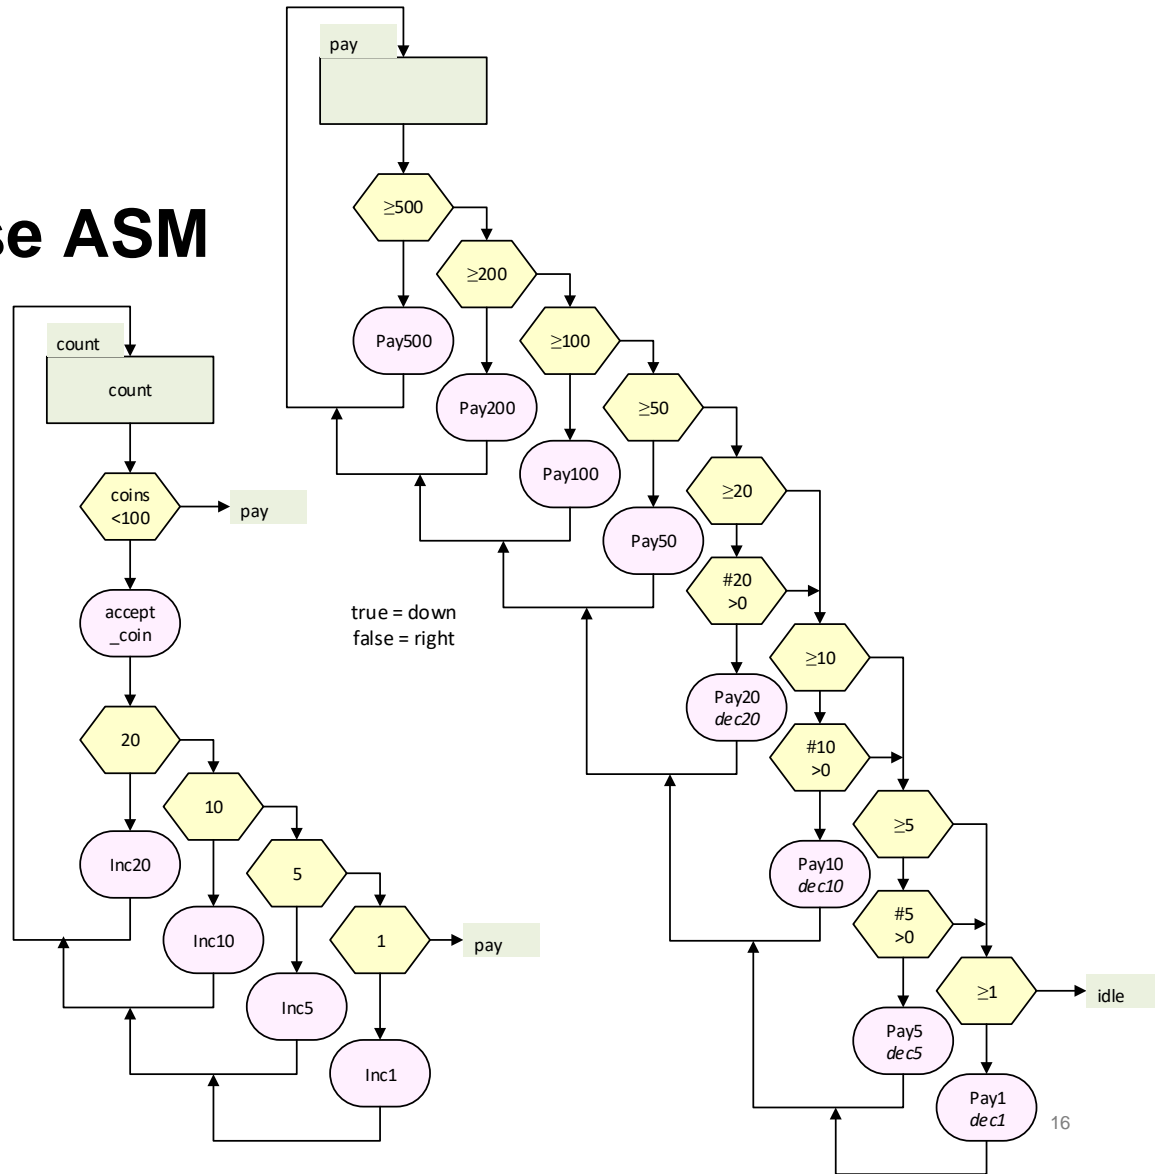 se ASM
pay
≥500
≥200
≥100
≥50
≥20
#20
>0
≥10
#10
>0
≥5
#5
>0
≥1
idle
Pay500
Pay200
Pay100
Pay50
Pay20
dec20
Pay10
dec10
Pay5
dec5
Pay1
dec1
true = down
false = right
count
count
coins
<100
pay
accept
_coin
20
10
5
1
pay
Inc20
Inc10
Inc5
Inc1
16